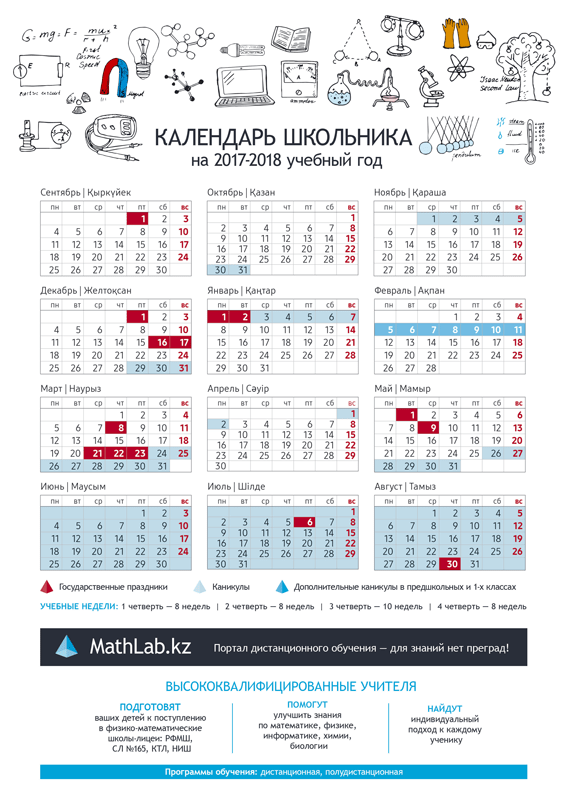 G = mg; F = mv²/r+h
First
Cosmic
Speed
E
R
Magnet
Isaac Newton
Second Law
steam
fluid
ice
pendulum
КАЛЕНДАРЬ ШКОЛЬНИКА
на 2017-2018 учебный год
Сентябрь | Қыркүйек
пн вт ср чт пт сб вс
1 2 3
4 5 6 7 8 9 10
11 12 13 14 15 16 17
18 19 20 21 22 23 24
25 26 27 28 29 30
Октябрь | Қазан
пн вт ср чт пт сб вс
1
2 3 4 5 6 7 8
9 10 11 12 13 14 15
16 17 18 19 20 21 22
23 24 25 26 27 28 29
30 31
Ноябрь | Қараша
пн вт ср чт пт сб вс
1 2 3 4 5
6 7 8 9 10 11 12
13 14 15 16 17 18 19
20 21 22 23 24 25 26
27 28 29 30
Декабрь | Желтоқсан
пн вт ср чт пт сб вс
1 2 3
4 5 6 7 8 9 10
11 12 13 14 15 16 17
18 19 20 21 22 23 24
25 26 27 28 29 30 31
Январь | Қаңтар
пн вт ср чт пт сб вс
1 2 3 4 5 6 7
8 9 10 11 12 13 14
15 16 17 18 19 20 21
22 23 24 25 26 27 28
29 30 31
Февраль | Ақпан
пн вт ср чт пт сб вс
1 2 3 4
5 6 7 8 9 10 11
12 13 14 15 16 17 18
19 20 21 22 23 24 25
26 27 28
Март | Наурыз
пн вт ср чт пт сб вс
1 2 3 4
5 6 7 8 9 10 11
12 13 14 15 16 17 18
19 20 21 22 23 24 25
26 27 28 29 30 31
Апрель | Сәуір
пн вт ср чт пт сб вс
1
2 3 4 5 6 7 8
9 10 11 12 13 14 15
16 17 18 19 20 21 22
23 24 25 26 27 28 29
30
Май | Мамыр
пн вт ср чт пт сб вс
1 2 3 4 5 6
7 8 9 10 11 12 13
14 15 16 17 18 19 20
21 22 23 24 25 26 27
28 29 30 31
Июнь | Маусым
пн вт ср чт пт сб вс
1 2 3
4 5 6 7 8 9 10
11 12 13 14 15 16 17
18 19 20 21 22 23 24
25 26 27 28 29 30
Июль | Шілде
пн вт ср чт пт сб вс
1
2 3 4 5 6 7 8
9 10 11 12 13 14 15
16 17 18 19 20 21 22
23 24 25 26 27 28 29
30 31
Август | Тамыз
пн вт ср чт пт сб вс
1 2 3 4 5
6 7 8 9 10 11 12
13 14 15 16 17 18 19
20 21 22 23 24 25 26
27 28 29 30 31
Государственные праздники
Каникулы
Дополнительные каникулы в предшкольных и 1-х классах
УЧЕБНЫЕ НЕДЕЛИ: 1 четверть — 8 недель | 2 четверть — 8 недель | 3 четверть — 10 недель | 4 четверть — 8 недель
MathLab.kz
Портал дистанционного обучения — для знаний нет преград!
ВЫСОКОКВАЛИФИЦИРОВАННЫЕ УЧИТЕЛЯ
ПОДГОТОВЯТ
ваших детей к поступлению
в физико-математические
школы-лицеи: РФМШ,
СЛ №165, КТЛ, НИШ
ПОМОГУТ
улучшить знания
по математике, физике,
информатике, химии,
биологии
НАЙДУТ
индивидуальный
подход к каждому
ученику
Программы обучения: дистанционная, полудистанционная